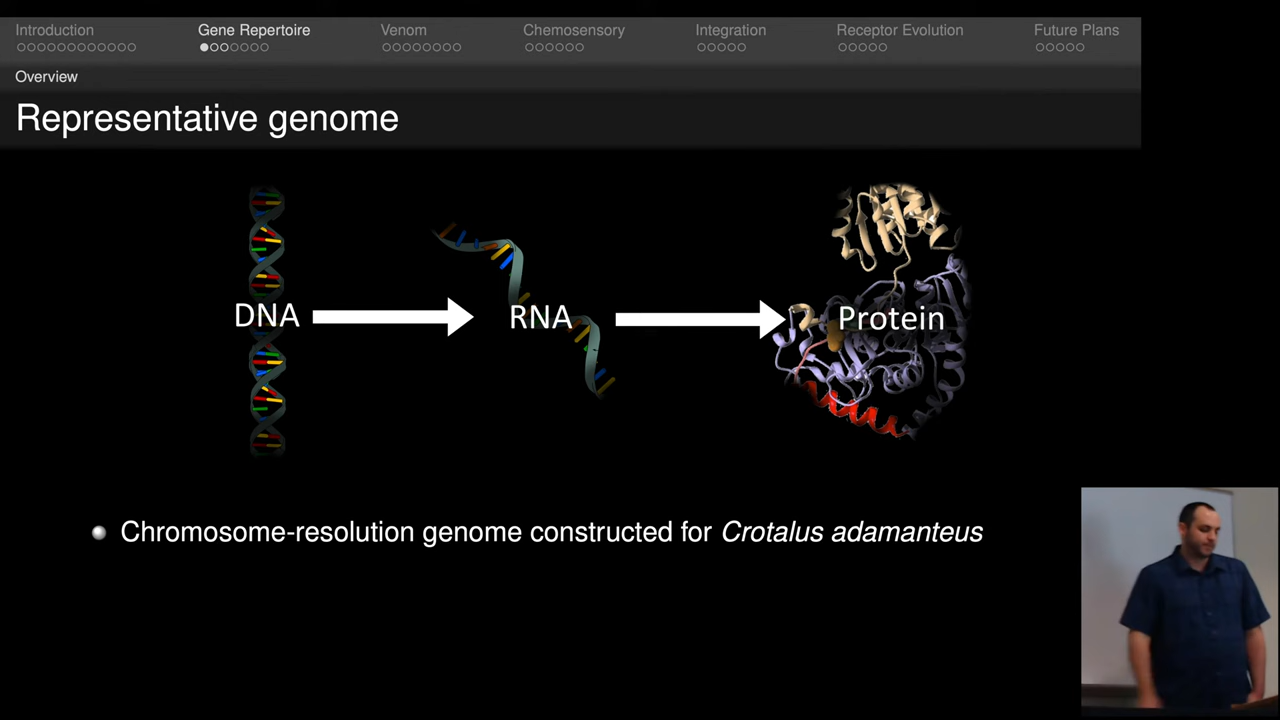 Introduction
Gene Repertoire
Venom
Chemosensory
Integration
Receptor Evolution
Future Plans
Overview
Representative genome
DNA
RNA
Protein
Chromosome-resolution genome constructed for Crotalus adamanteus